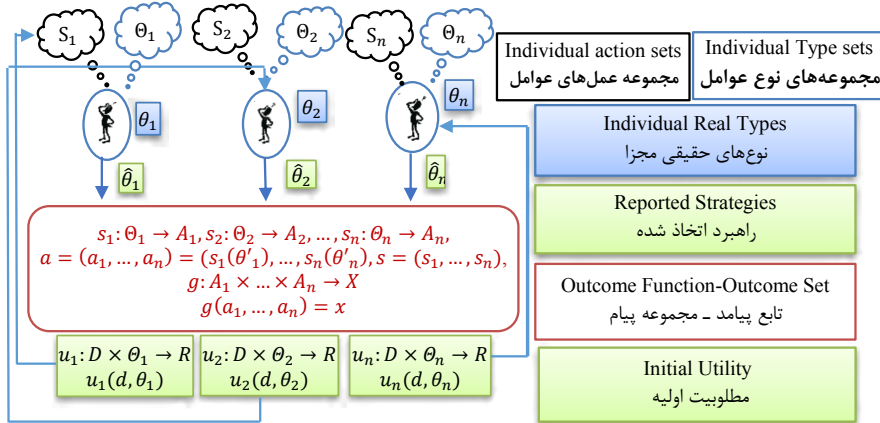 S₁ Θ₁ S₂ Θ₂ Sₙ Θₙ
θ₁ θ₂ θₙ
θ̂₁ θ̂₂ θ̂ₙ
s₁: Θ₁ → A₁, s₂: Θ₂ → A₂, …, sₙ: Θₙ → Aₙ,
a = (a₁, …, aₙ) = (s₁(θ′₁), …, sₙ(θ′ₙ), s = (s₁, …, sₙ),
g: A₁ × … × Aₙ → X
g(a₁, …, aₙ) = x
u₁: D × Θ₁ → R
u₁(d, θ₁)
u₂: D × Θ₂ → R
u₂(d, θ₂)
uₙ: D × Θₙ → R
uₙ(d, θₙ)
Individual action sets
مجموعه عمل‌های عوامل
Individual Type sets
مجموعه‌های نوع عوامل
Individual Real Types
نوع‌های حقیقی مجزا
Reported Strategies
راهبرد اتخاذ شده
Outcome Function-Outcome Set
تابع پیامد ـ مجموعه پیام
Initial Utility
مطلوبیت اولیه